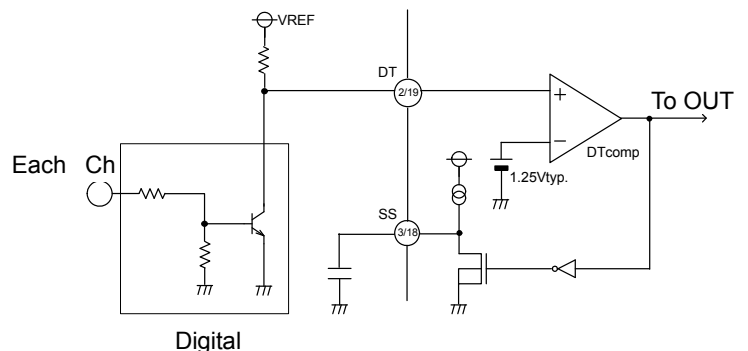 VREF
DT
2/19
+
−
To OUT
DTcomp
1.25Vtyp.
Each Ch
SS
3/18
Digital